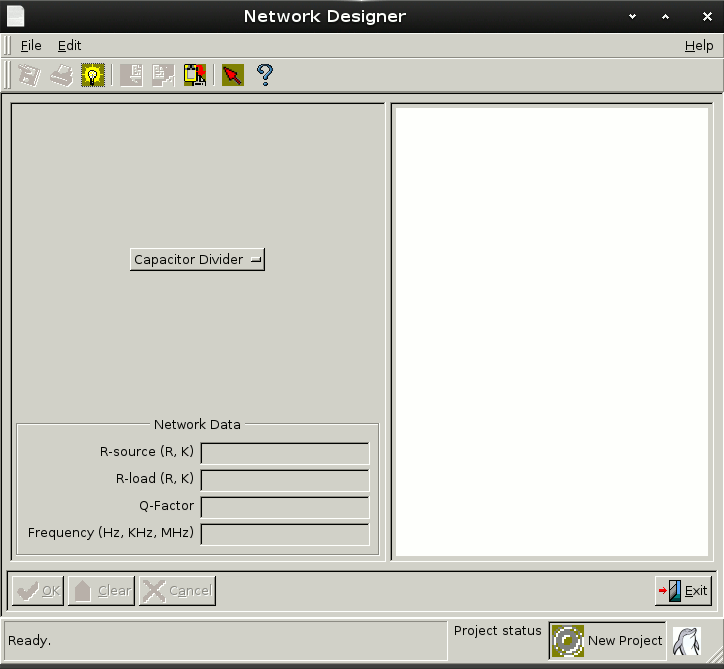 Network Designer
File Edit Help
Capacitor Divider
Network Data
R-source (R, K)
R-load (R, K)
Q-Factor
Frequency (Hz, KHz, MHz)
OK Clear Cancel Exit
Ready. Project status New Project